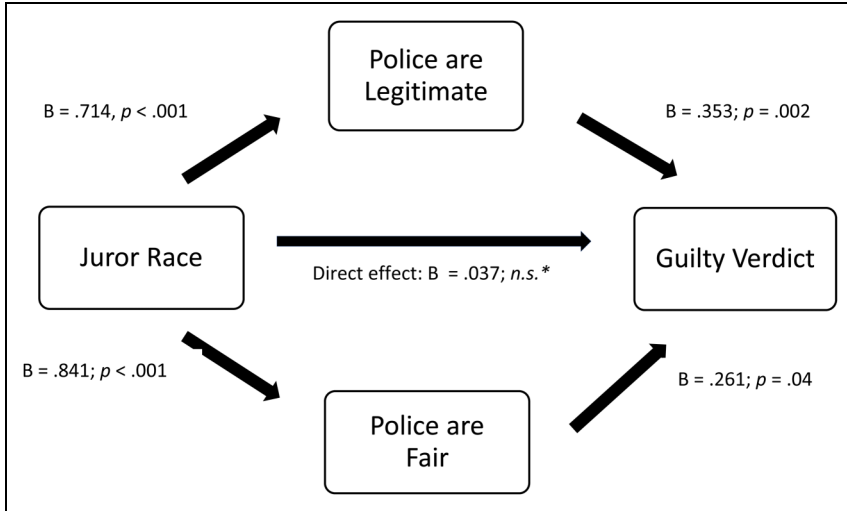 Police are
Legitimate
B = .714, p < .001
B = .353; p = .002
Juror Race
Guilty Verdict
Direct effect: B  = .037; n.s.*
B = .841; p < .001
B = .261; p = .04
Police are
Fair